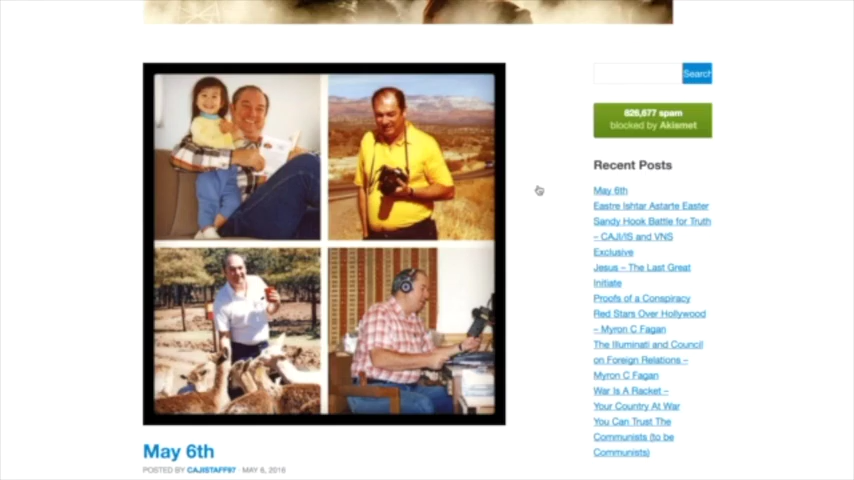 Search
626,677 spam
blocked by Akismet
Recent Posts
May 6th
Eastre Ishtar Astarte Easter
Sandy Hook Battle for Truth
– CAJI/IS and VNS
Exclusive
Jesus – The Last Great
Initiate
Proofs of a Conspiracy
Red Stars Over Hollywood
– Myron C Fagan
The Illuminati and Council
on Foreign Relations –
Myron C Fagan
War Is A Racket –
Your Country At War
You Can Trust The
Communists (to be
Communists)
May 6th
POSTED BY CAJISTAFF97 · MAY 6, 2016